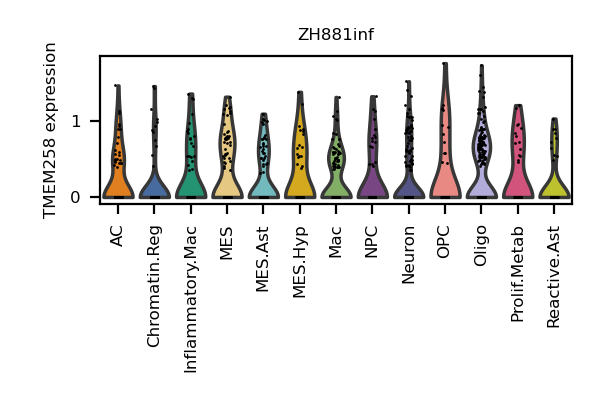 ZH881inf
TMEM258 expression
1
0
AC
Chromatin.Reg
Inflammatory.Mac
MES
MES.Ast
MES.Hyp
Mac
NPC
Neuron
OPC
Oligo
Prolif.Metab
Reactive.Ast